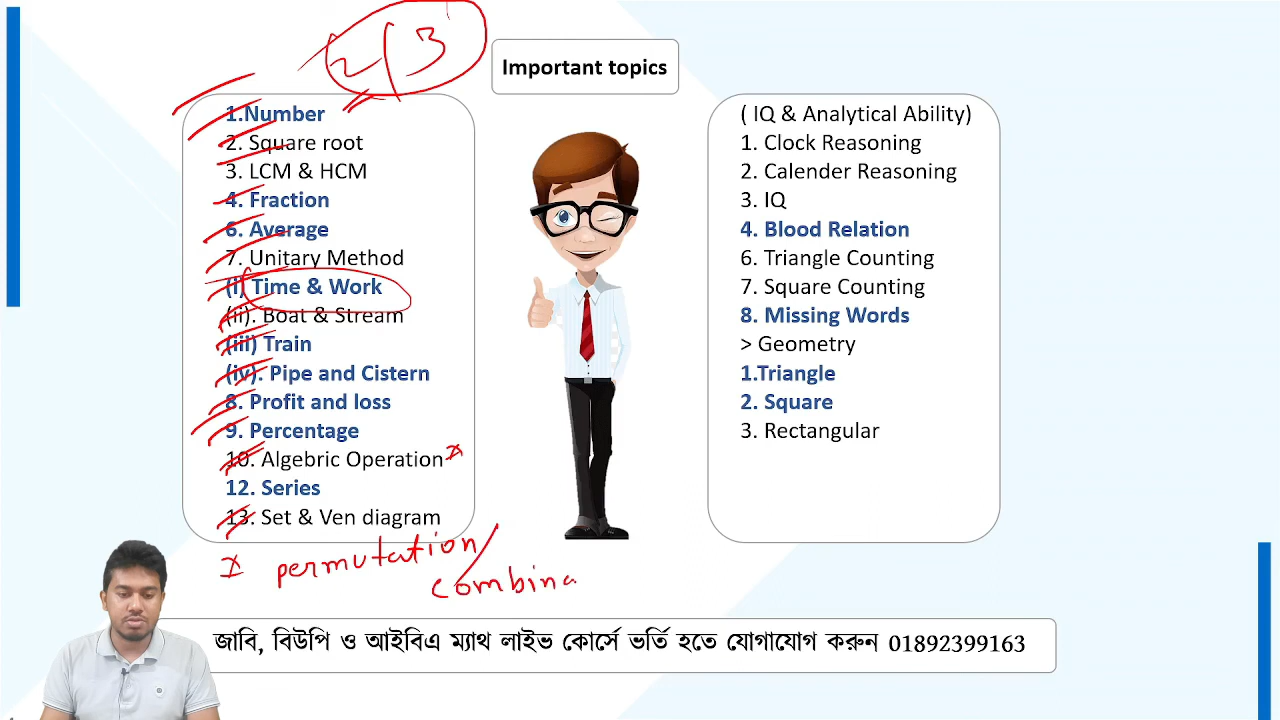 2/3
Important topics
1.Number
2. Square root
3. LCM & HCM
4. Fraction
6. Average
7. Unitary Method
(i) Time & Work
(ii). Boat & Stream
(iii) Train
(iv). Pipe and Cistern
8. Profit and loss
9. Percentage
10. Algebric Operation
12. Series
13. Set & Ven diagram
permutation/
combina
( IQ & Analytical Ability)
1. Clock Reasoning
2. Calender Reasoning
3. IQ
4. Blood Relation
6. Triangle Counting
7. Square Counting
8. Missing Words
> Geometry
1.Triangle
2. Square
3. Rectangular
জাবি, বিউপি ও আইবিএ ম্যাথ লাইভ কোর্সে ভর্তি হতে যোগাযোগ করুন 01892399163